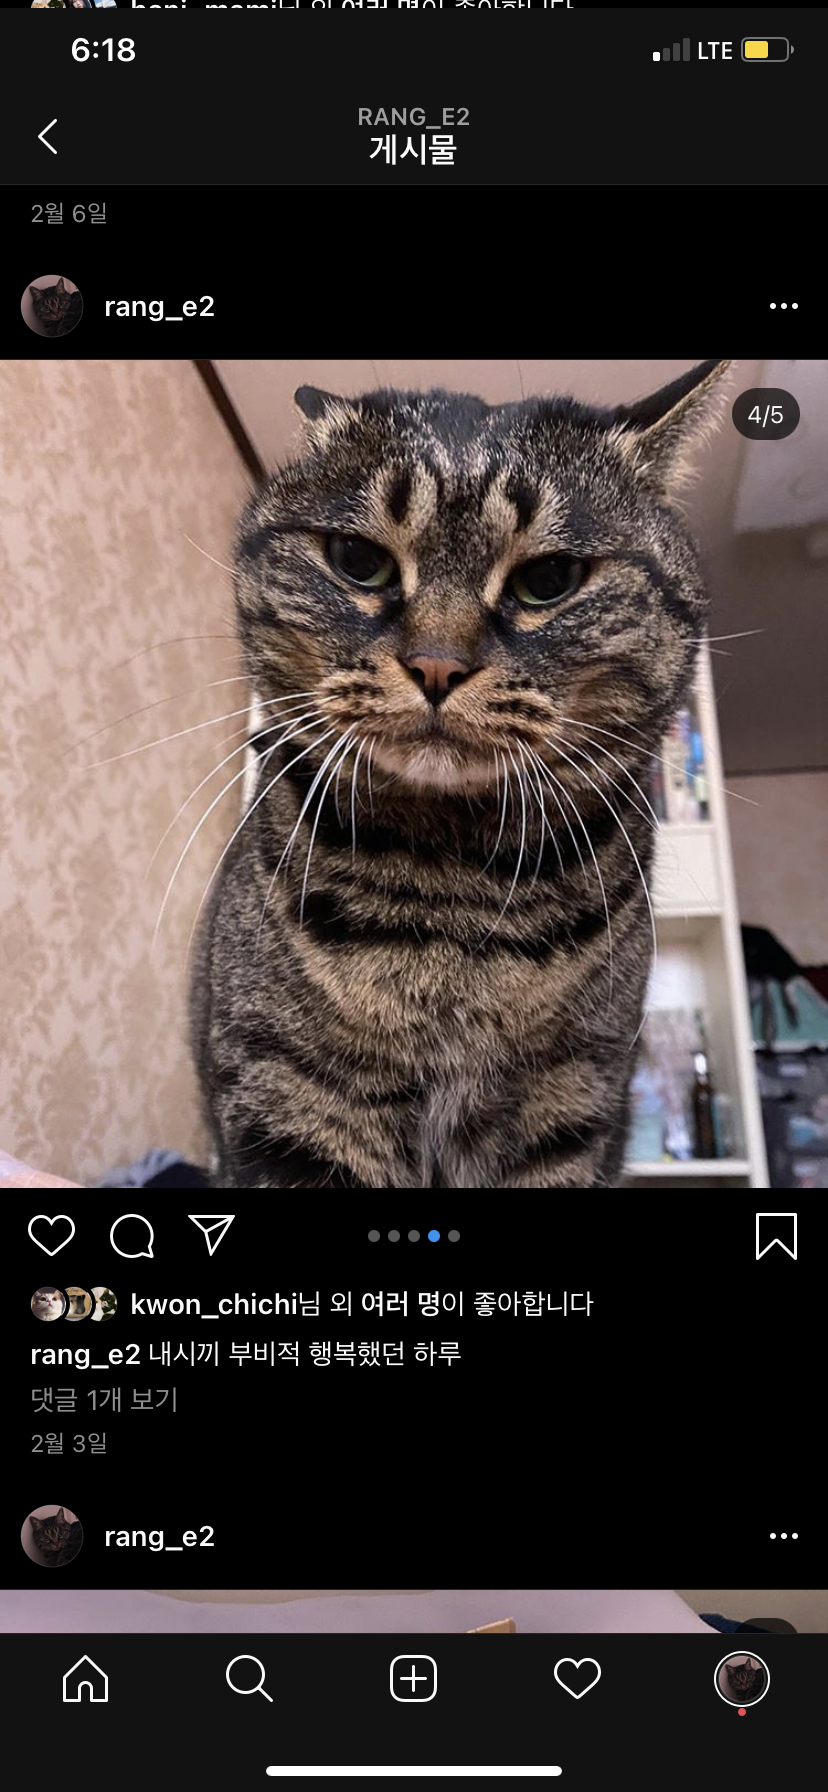 6:18
LTE
RANG_E2
게시물
2월 6일
rang_e2
4/5
kwon_chichi님 외 여러 명이 좋아합니다
rang_e2 내시끼 부비적 행복했던 하루
댓글 1개 보기
2월 3일
rang_e2